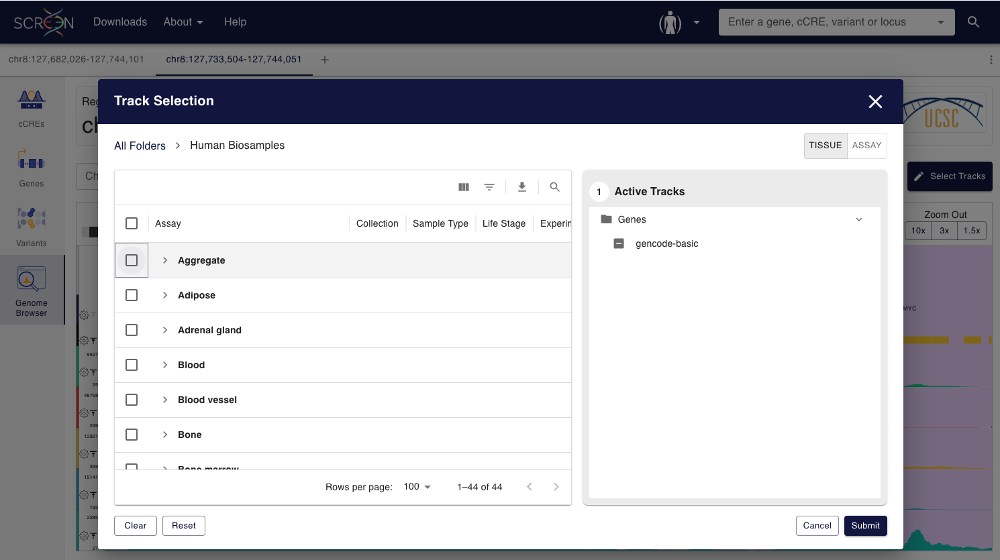 SCREEN
Downloads
About
Help
Enter a gene, cCRE, variant or locus
chr8:127,682,026-127,744,101
chr8:127,733,504-127,744,051
cCREs
Genes
Variants
Genome
Browser
Track Selection
All Folders > Human Biosamples
TISSUE
ASSAY
UCSC
Select Tracks
Zoom Out
10x
3x
1.5x
Assay
Collection
Sample Type
Life Stage
Aggregate
Adipose
Adrenal gland
Blood
Blood vessel
Bone
Bone marrow
Rows per page: 100
1–44 of 44
1 Active Tracks
Genes
gencode-basic
MYC
Clear
Reset
Cancel
Submit